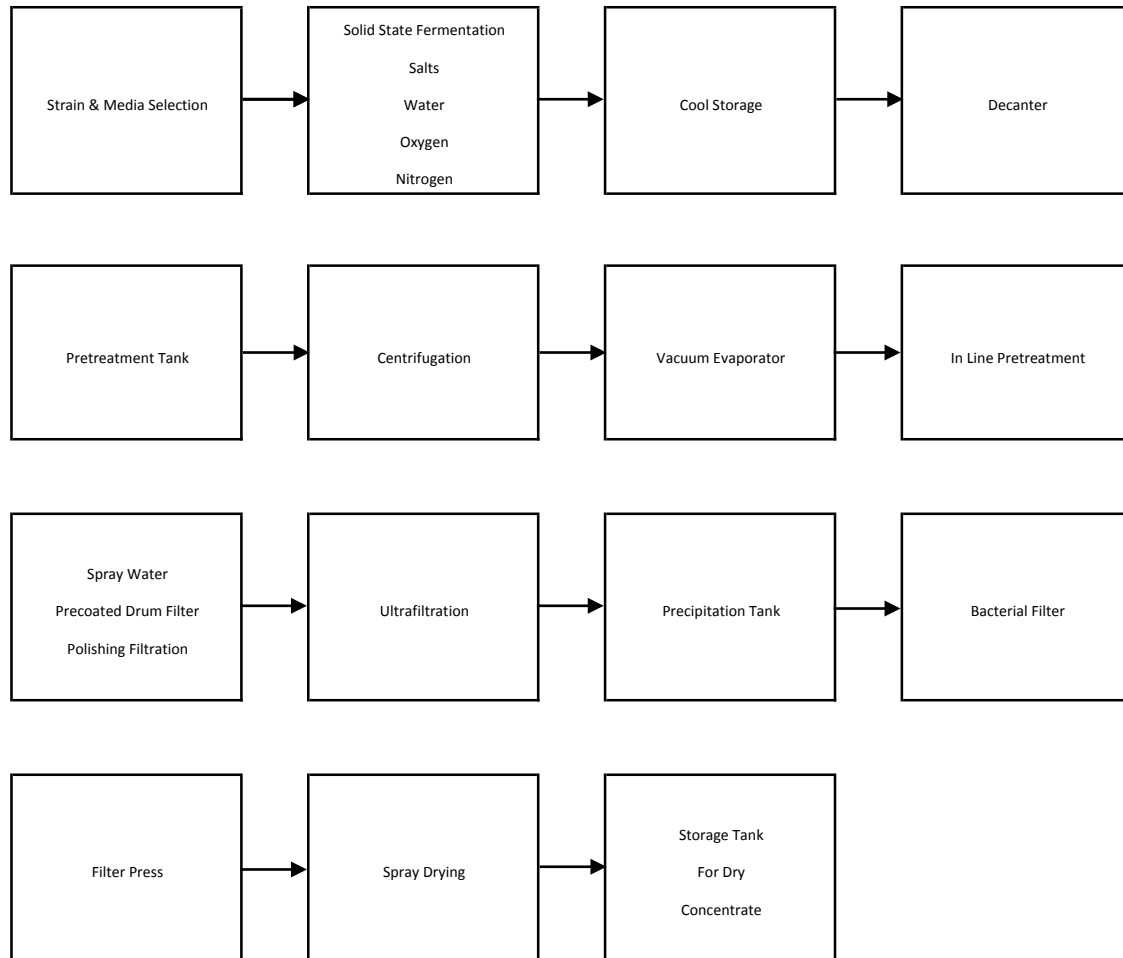 Strain & Media Selection
Solid State Fermentation
Salts
Water
Oxygen
Nitrogen
Cool Storage
Decanter
Pretreatment Tank
Centrifugation
Vacuum Evaporator
In Line Pretreatment
Spray Water
Precoated Drum Filter
Polishing Filtration
Ultrafiltration
Precipitation Tank
Bacterial Filter
Filter Press
Spray Drying
Storage Tank
For Dry
Concentrate